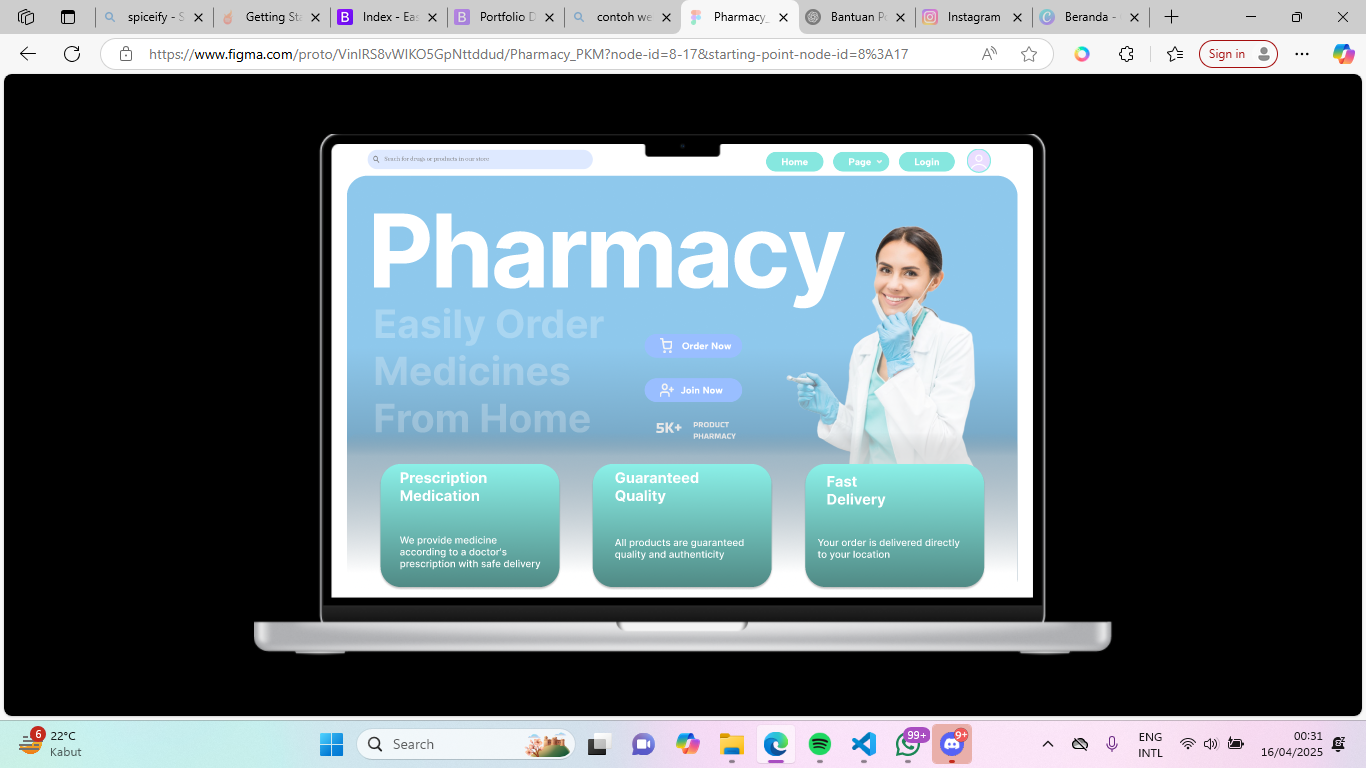 spiceify - S
Getting Sta
Index - Eas
Portfolio D
contoh we
Pharmacy_
Bantuan P
Instagram
Beranda -
https://www.figma.com/proto/VinIRS8vWIKO5GpNttddud/Pharmacy_PKM?node-id=8-17&starting-point-node-id=8%3A17
Sign in
Seach for drugs or products in our store
Home
Page
Login
Pharmacy
Easily Order
Medicines
From Home
Order Now
Join Now
5K+
PRODUCT
PHARMACY
Prescription
Medication
We provide medicine
according to a doctor's
prescription with safe delivery
Guaranteed
Quality
All products are guaranteed
quality and authenticity
Fast
Delivery
Your order is delivered directly
to your location
6
22°C
Kabut
Search
99+
9+
ENG
INTL
00:31
16/04/2025